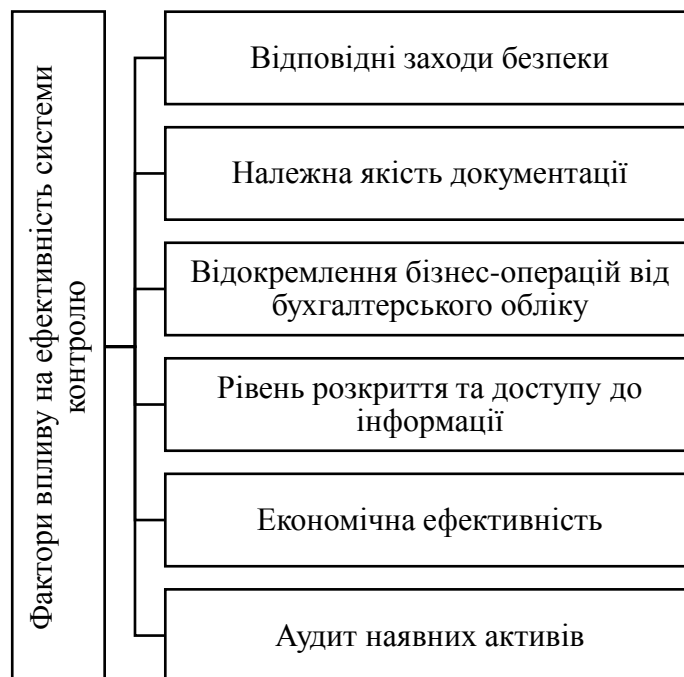 Фактори впливу на ефективність системи
контролю
Відповідні заходи безпеки
Належна якість документації
Відокремлення бізнес-операцій від
бухгалтерського обліку
Рівень розкриття та доступу до
інформації
Економічна ефективність
Аудит наявних активів